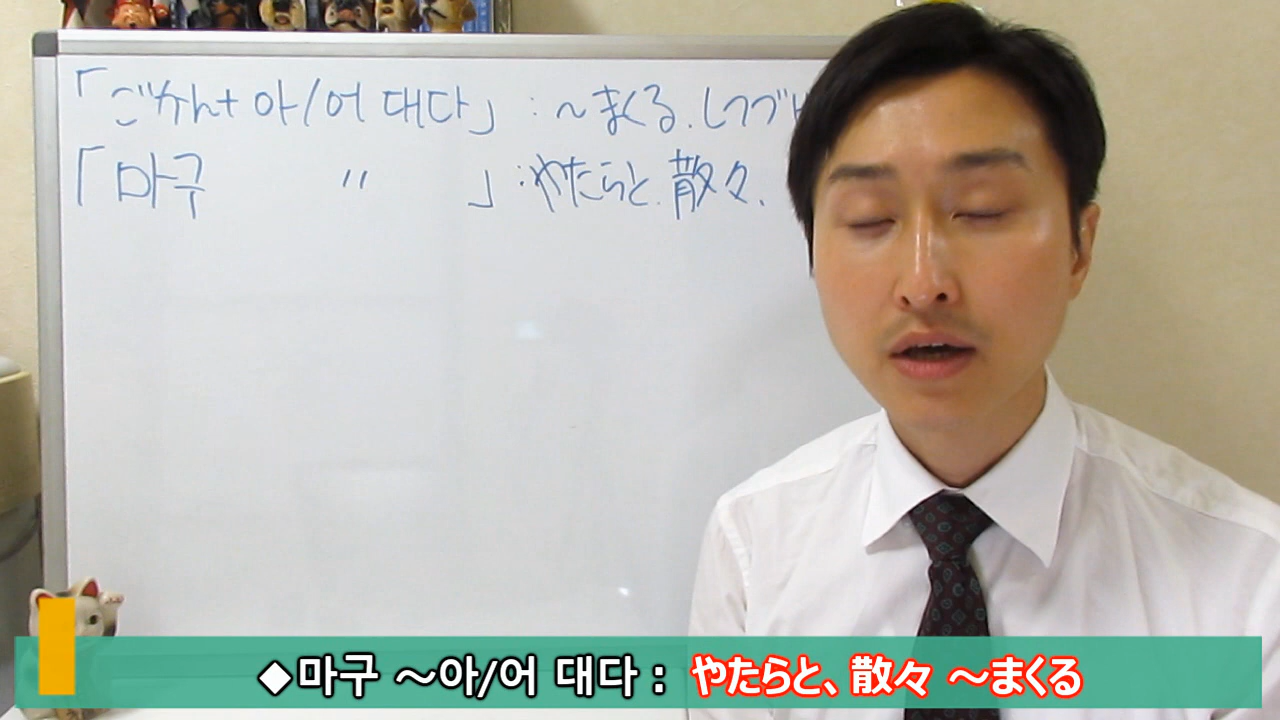 「ごかん+아/어 대다」:~まくる.しつづ
「마구 〃 」:やたらと.散々.
◆마구 ~아/어 대다 : やたらと、散々 ~まくる